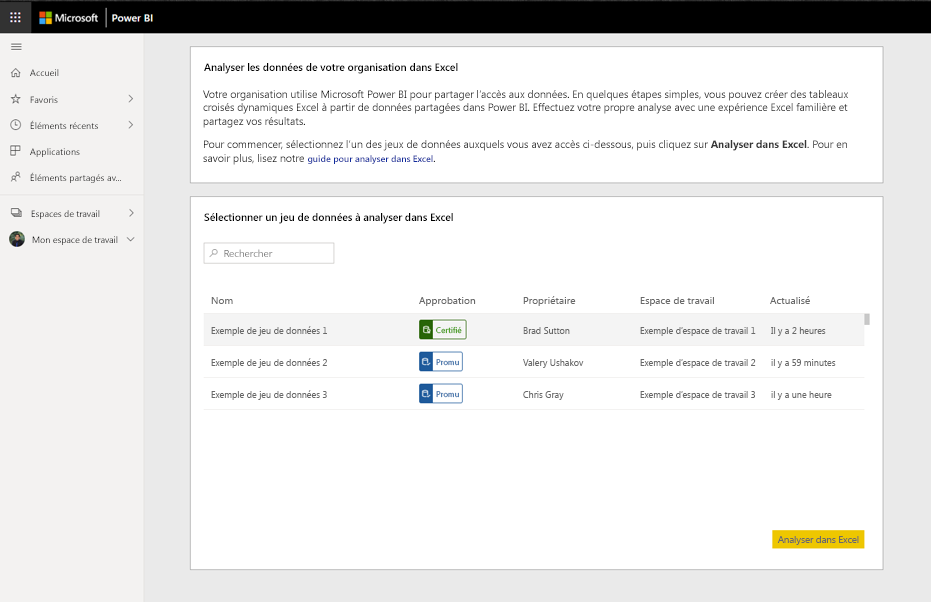 Microsoft Power BI
Accueil
Favoris
Éléments récents
Applications
Éléments partagés av...
Espaces de travail
Mon espace de travail
Analyser les données de votre organisation dans Excel
Votre organisation utilise Microsoft Power BI pour partager l'accès aux données. En quelques étapes simples, vous pouvez créer des tableaux
croisés dynamiques Excel à partir de données partagées dans Power BI. Effectuez votre propre analyse avec une expérience Excel familière et
partagez vos résultats.
Pour commencer, sélectionnez l'un des jeux de données auxquels vous avez accès ci-dessous, puis cliquez sur Analyser dans Excel. Pour en
savoir plus, lisez notre guide pour analyser dans Excel.
Sélectionner un jeu de données à analyser dans Excel
Rechercher
Nom Approbation Propriétaire Espace de travail Actualisé
Exemple de jeu de données 1 Certifié Brad Sutton Exemple d'espace de travail 1 Il y a 2 heures
Exemple de jeu de données 2 Promu Valery Ushakov Exemple d'espace de travail 2 il y a 59 minutes
Exemple de jeu de données 3 Promu Chris Gray Exemple d'espace de travail 3 il y a une heure
Analyser dans Excel